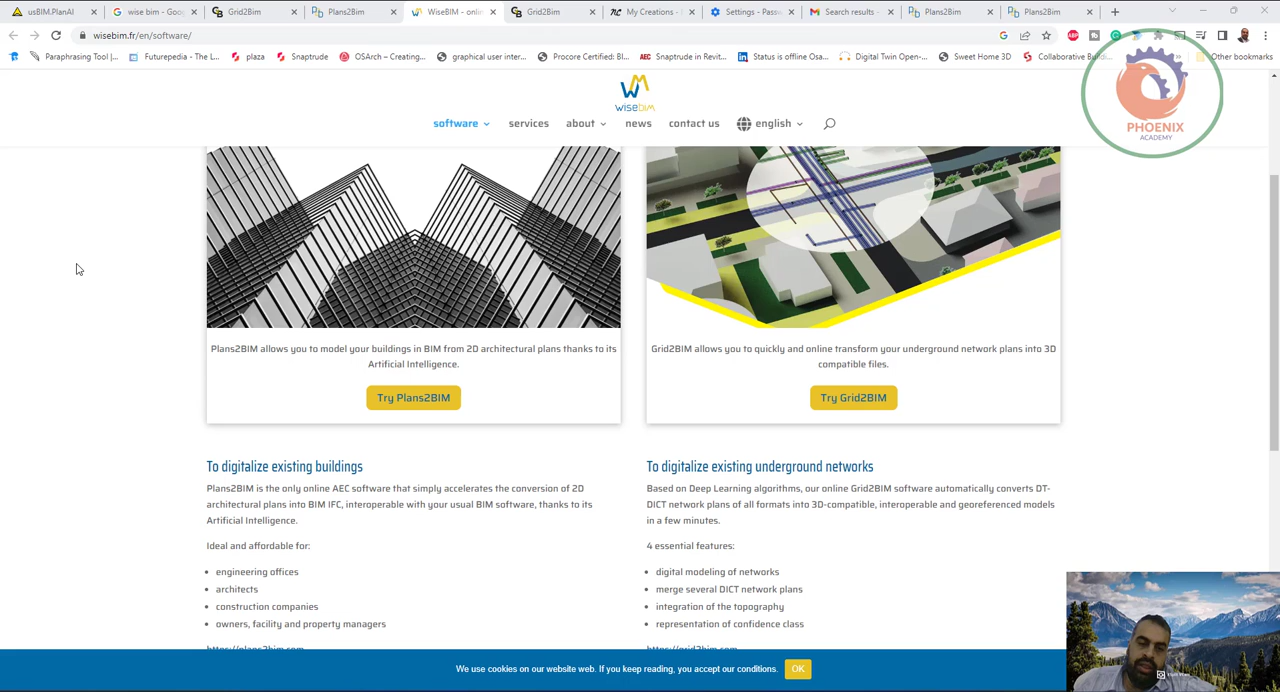 usBIM.PlanAI
wise bim - Goo
Grid2Bim
Plans2Bim
WiseBIM - onli
Grid2Bim
My Creations -
Settings - Passw
Search results -
Plans2Bim
Plans2Bim
wisebim.fr/en/software/
Paraphrasing Tool |...
Futurepedia - The L...
plaza
Snaptrude
OSArch – Creating...
graphical user inter...
Procore Certified: Bl...
AEC Snaptrude in Revit...
Status is offline Osa...
Digital Twin Open-...
Sweet Home 3D
Collaborative
Other bookmarks
WM
wisebim
software
services
about
news
contact us
english
PHOENIX
ACADEMY
Plans2BIM allows you to model your buildings in BIM from 2D architectural plans thanks to its
Artificial Intelligence.
Try Plans2BIM
Grid2BIM allows you to quickly and online transform your underground network plans into 3D
compatible files.
Try Grid2BIM
To digitalize existing buildings
Plans2BIM is the only online AEC software that simply accelerates the conversion of 2D
architectural plans into BIM IFC, interoperable with your usual BIM software, thanks to its
Artificial Intelligence.
Ideal and affordable for:
engineering offices
architects
construction companies
owners, facility and property managers
https://plans2bim.com
To digitalize existing underground networks
Based on Deep Learning algorithms, our online Grid2BIM software automatically converts DT-
DICT network plans of all formats into 3D-compatible, interoperable and georeferenced models
in a few minutes.
4 essential features:
digital modeling of networks
merge several DICT network plans
integration of the topography
representation of confidence class
https://grid2bim.com
We use cookies on our website web. If you keep reading, you accept our conditions.
OK